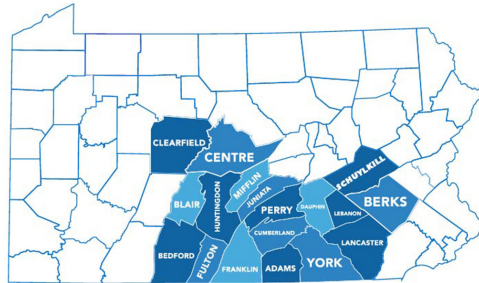 CLEARFIELD
CENTRE
SCHUYLKILL
MIFFLIN
HUNTINGDON
JUNIATA
BLAIR
BERKS
PERRY
DAUPHIN
LEBANON
CUMBERLAND
LANCASTER
BEDFORD
FULTON
FRANKLIN
ADAMS
YORK